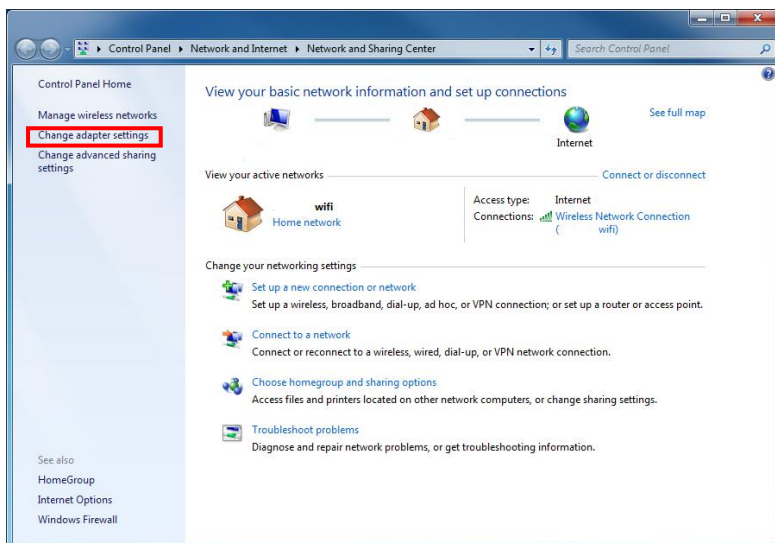 Control Panel ▸ Network and Internet ▸ Network and Sharing Center
Search Control Panel
Control Panel Home
Manage wireless networks
Change adapter settings
Change advanced sharing
settings
See also
HomeGroup
Internet Options
Windows Firewall
View your basic network information and set up connections
See full map
Internet
View your active networks
Connect or disconnect
wifi
Home network
Access type: Internet
Connections: Wireless Network Connection
( wifi)
Change your networking settings
Set up a new connection or network
Set up a wireless, broadband, dial-up, ad hoc, or VPN connection; or set up a router or access point.
Connect to a network
Connect or reconnect to a wireless, wired, dial-up, or VPN network connection.
Choose homegroup and sharing options
Access files and printers located on other network computers, or change sharing settings.
Troubleshoot problems
Diagnose and repair network problems, or get troubleshooting information.